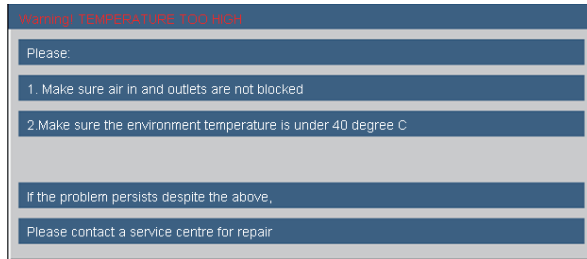 Warning! TEMPERATURE TOO HIGH
Please:
1. Make sure air in and outlets are not blocked
2.Make sure the environment temperature is under 40 degree C
If the problem persists despite the above,
Please contact a service centre for repair